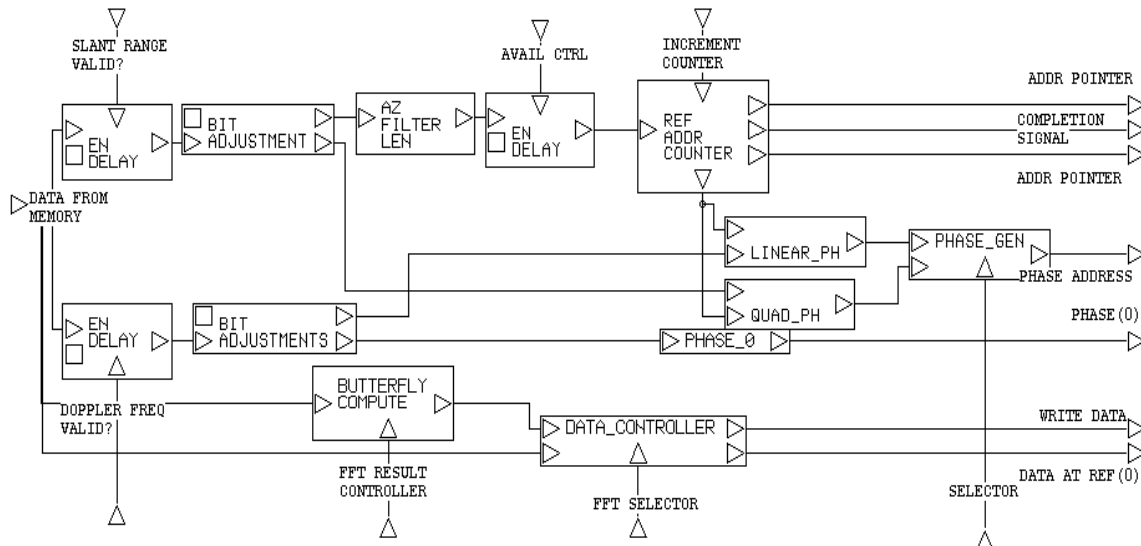 SLANT RANGE
VALID?
AVAIL CTRL
INCREMENT
COUNTER
ADDR POINTER
EN
DELAY
BIT
ADJUSTMENT
AZ
FILTER
LEN
EN
DELAY
REF
ADDR
COUNTER
COMPLETION
SIGNAL
ADDR POINTER
DATA FROM
MEMORY
LINEAR_PH
PHASE_GEN
PHASE ADDRESS
EN
DELAY
BIT
ADJUSTMENTS
QUAD_PH
PHASE_0
PHASE(0)
BUTTERFLY
COMPUTE
DOPPLER FREQ
VALID?
DATA_CONTROLLER
WRITE DATA
FFT RESULT
CONTROLLER
FFT SELECTOR
SELECTOR
DATA AT REF(0)